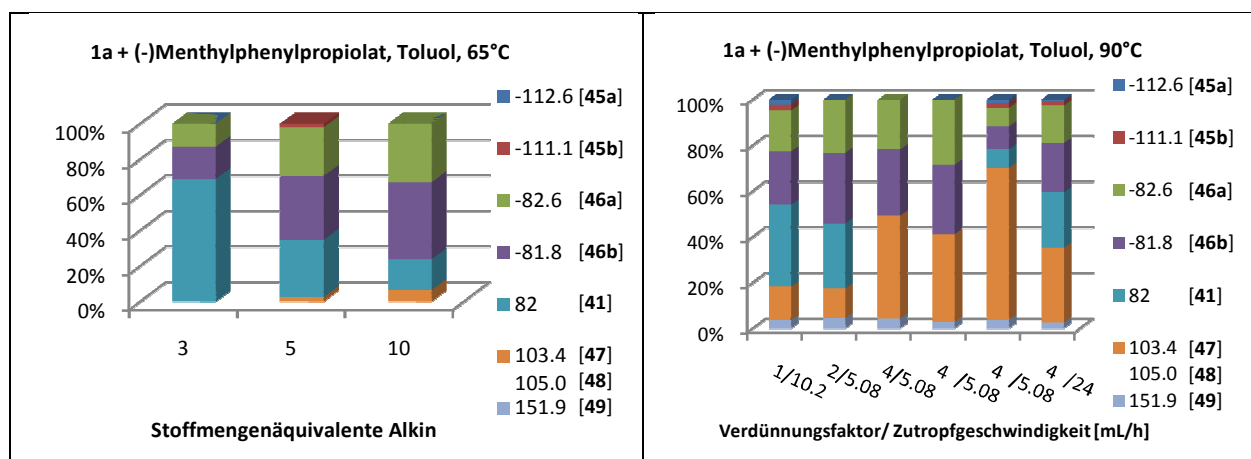 1a + (-)Menthylphenylpropiolat, Toluol, 65°C
100%
80%
60%
40%
20%
0%
3 5 10
Stoffmengenäquivalente Alkin
-112.6 [45a]
-111.1 [45b]
-82.6 [46a]
-81.8 [46b]
82 [41]
103.4 [47]
105.0 [48]
151.9 [49]
1a + (-)Menthylphenylpropiolat, Toluol, 90°C
100%
80%
60%
40%
20%
0%
1/10.2 2/5.08 4/5.08 4 /5.08 4 /5.08 4 /24
Verdünnungsfaktor/ Zutropfgeschwindigkeit [mL/h]
-112.6 [45a]
-111.1 [45b]
-82.6 [46a]
-81.8 [46b]
82 [41]
103.4 [47]
105.0 [48]
151.9 [49]